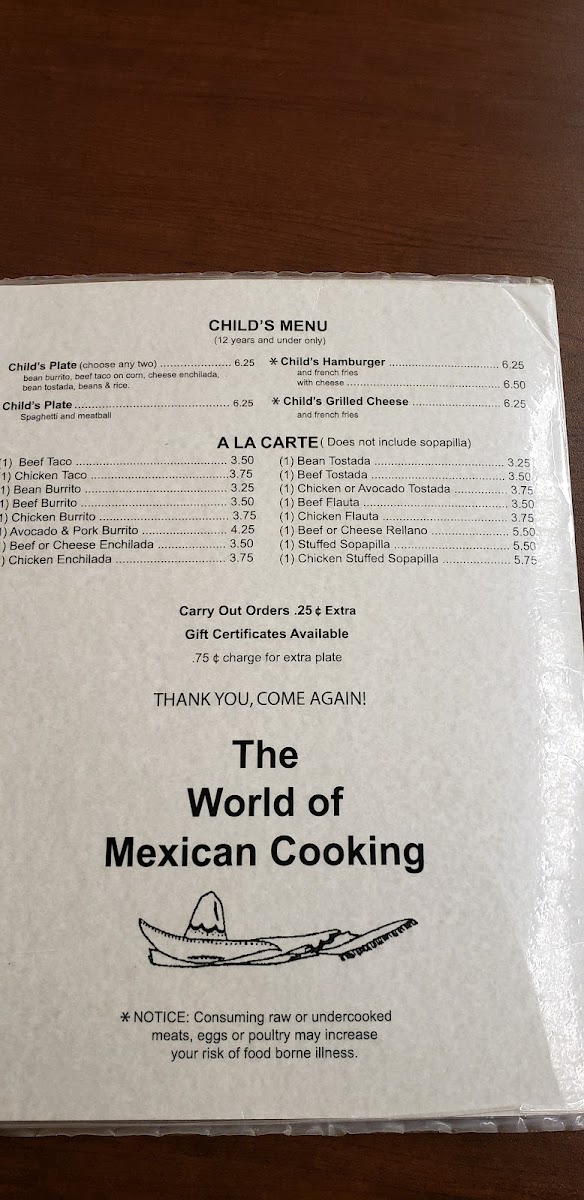 CHILD'S MENU
(12 years and under only)
Child's Plate (choose any two) .................... 6.25
bean burrito, beef taco on corn, cheese enchilada,
bean tostada, beans & rice.
Child's Plate .................... 6.25
Spaghetti and meatball
* Child's Hamburger .................... 6.25
and french fries
with cheese .................... 6.50
* Child's Grilled Cheese .................... 6.25
and french fries
A LA CARTE ( Does not include sopapilla)
(1) Beef Taco .................... 3.50
1) Chicken Taco .................... 3.75
1) Bean Burrito .................... 3.25
1) Beef Burrito .................... 3.50
1) Chicken Burrito .................... 3.75
1) Avocado & Pork Burrito .................... 4.25
) Beef or Cheese Enchilada .................... 3.50
) Chicken Enchilada .................... 3.75
(1) Bean Tostada .................... 3.25
(1) Beef Tostada .................... 3.50
(1) Chicken or Avocado Tostada .................... 3.75
(1) Beef Flauta .................... 3.50
(1) Chicken Flauta .................... 3.75
(1) Beef or Cheese Rellano .................... 5.50
(1) Stuffed Sopapilla .................... 5.50
(1) Chicken Stuffed Sopapilla .................... 5.75
Carry Out Orders .25 ¢ Extra
Gift Certificates Available
.75 ¢ charge for extra plate
THANK YOU, COME AGAIN!
The
World of
Mexican Cooking
* NOTICE: Consuming raw or undercooked
meats, eggs or poultry may increase
your risk of food borne illness.